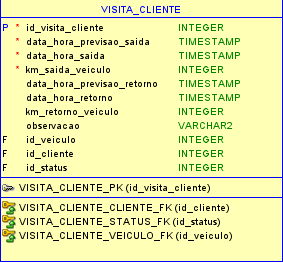 VISITA_CLIENTE
P * id_visita_cliente INTEGER
* data_hora_previsao_saida TIMESTAMP
* data_hora_saida TIMESTAMP
* km_saida_veiculo INTEGER
data_hora_previsao_retorno TIMESTAMP
data_hora_retorno TIMESTAMP
km_retorno_veiculo INTEGER
observacao VARCHAR2
F id_veiculo INTEGER
F id_cliente INTEGER
F id_status INTEGER
VISITA_CLIENTE_PK (id_visita_cliente)
VISITA_CLIENTE_CLIENTE_FK (id_cliente)
VISITA_CLIENTE_STATUS_FK (id_status)
VISITA_CLIENTE_VEICULO_FK (id_veiculo)